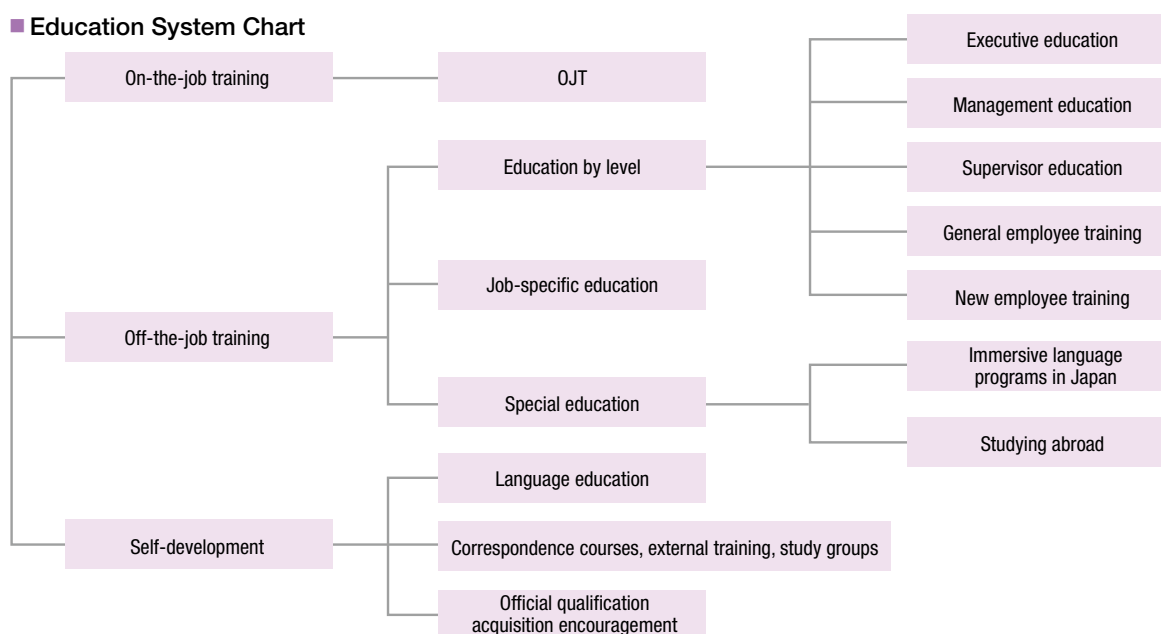 Education System Chart
On-the-job training
OJT
Off-the-job training
Education by level
Executive education
Management education
Supervisor education
General employee training
New employee training
Job-specific education
Special education
Immersive language
programs in Japan
Studying abroad
Self-development
Language education
Correspondence courses, external training, study groups
Official qualification
acquisition encouragement